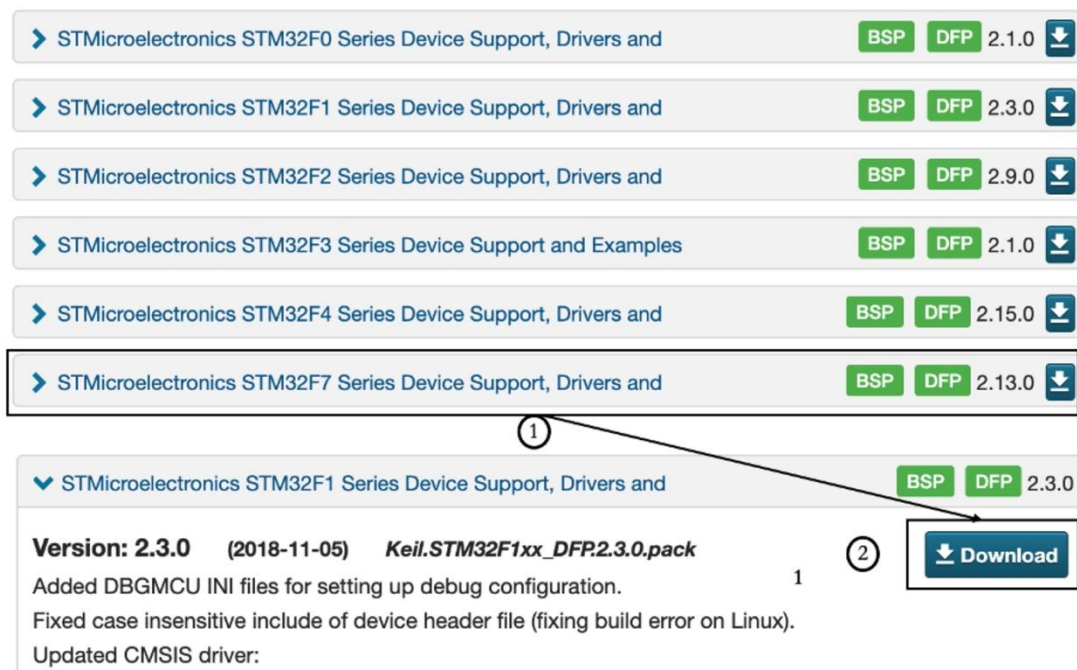 STMicroelectronics STM32F0 Series Device Support, Drivers and BSP DFP 2.1.0
STMicroelectronics STM32F1 Series Device Support, Drivers and BSP DFP 2.3.0
STMicroelectronics STM32F2 Series Device Support, Drivers and BSP DFP 2.9.0
STMicroelectronics STM32F3 Series Device Support and Examples BSP DFP 2.1.0
STMicroelectronics STM32F4 Series Device Support, Drivers and BSP DFP 2.15.0
STMicroelectronics STM32F7 Series Device Support, Drivers and BSP DFP 2.13.0
1
STMicroelectronics STM32F1 Series Device Support, Drivers and BSP DFP 2.3.0
Version: 2.3.0 (2018-11-05) Keil.STM32F1xx_DFP.2.3.0.pack 2 Download
1
Added DBGMCU INI files for setting up debug configuration.
Fixed case insensitive include of device header file (fixing build error on Linux).
Updated CMSIS driver: